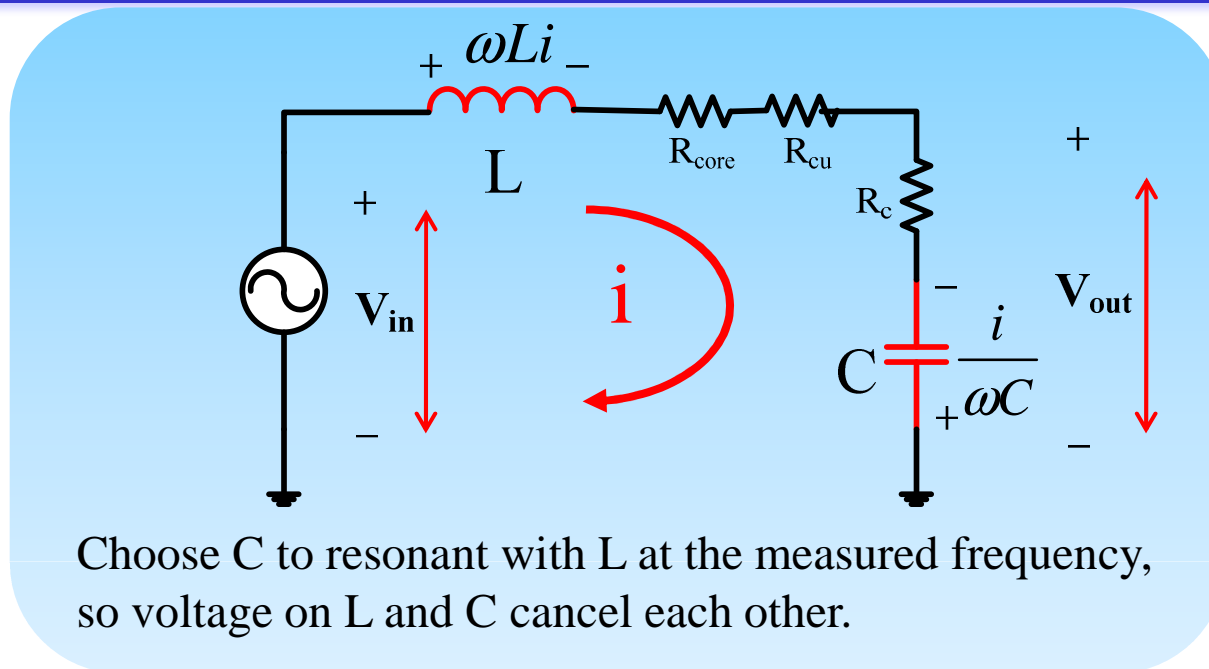 + ωLi −
L
R_core
R_cu
R_c
+
V_in
−
i
−
C
i/ωC
+
+
V_out
−
Choose C to resonant with L at the measured frequency,
so voltage on L and C cancel each other.